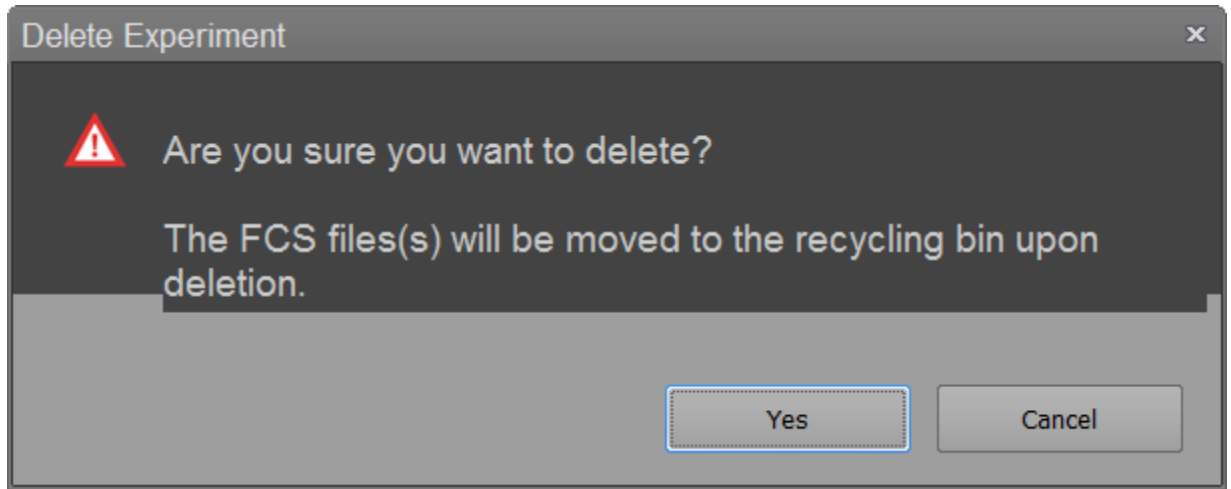 Delete Experiment
Are you sure you want to delete?
The FCS files(s) will be moved to the recycling bin upon
deletion.
Yes
Cancel